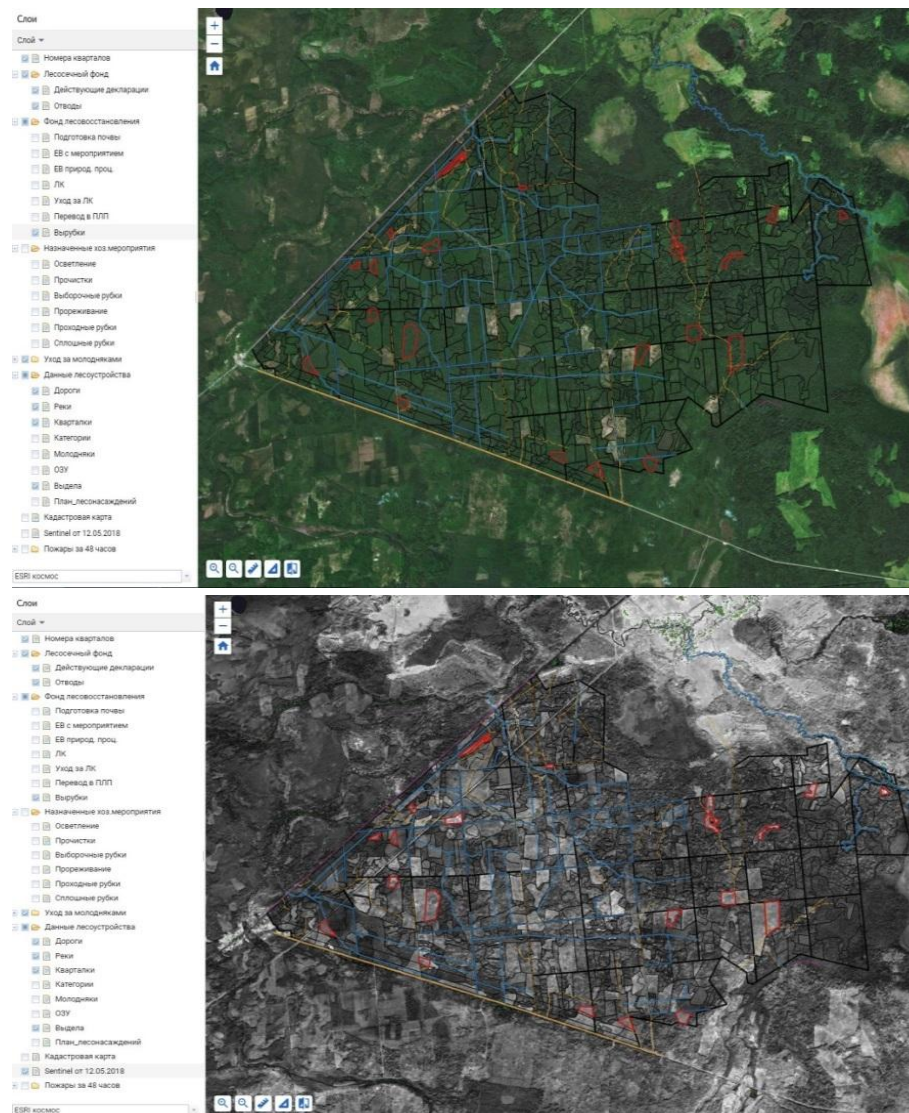 Слои
Слой
Номера кварталов
Лесосечный фонд
Действующие декларации
Отводы
Фонд лесовосстановления
Подготовка почвы
ЕВ с мероприятием
ЕВ природ. проц.
ЛК
Уход за ЛК
Перевод в ПЛП
Вырубки
Назначенные хоз.мероприятия
Осветление
Прочистки
Выборочные рубки
Прореживание
Проходные рубки
Сплошные рубки
Уход за молодняками
Данные лесоустройства
Дороги
Реки
Кварталки
Категории
Молодняки
ОЗУ
Выдела
План_лесонасаждений
Кадастровая карта
Sentinel от 12.05.2018
Пожары за 48 часов
ESRI космос
Слои
Слой
Номера кварталов
Лесосечный фонд
Действующие декларации
Отводы
Фонд лесовосстановления
Подготовка почвы
ЕВ с мероприятием
ЕВ природ. проц.
ЛК
Уход за ЛК
Перевод в ПЛП
Вырубки
Назначенные хоз.мероприятия
Осветление
Прочистки
Выборочные рубки
Прореживание
Проходные рубки
Сплошные рубки
Уход за молодняками
Данные лесоустройства
Дороги
Реки
Кварталки
Категории
Молодняки
ОЗУ
Выдела
План_лесонасаждений
Кадастровая карта
Sentinel от 12.05.2018
Пожары за 48 часов
ESRI космос